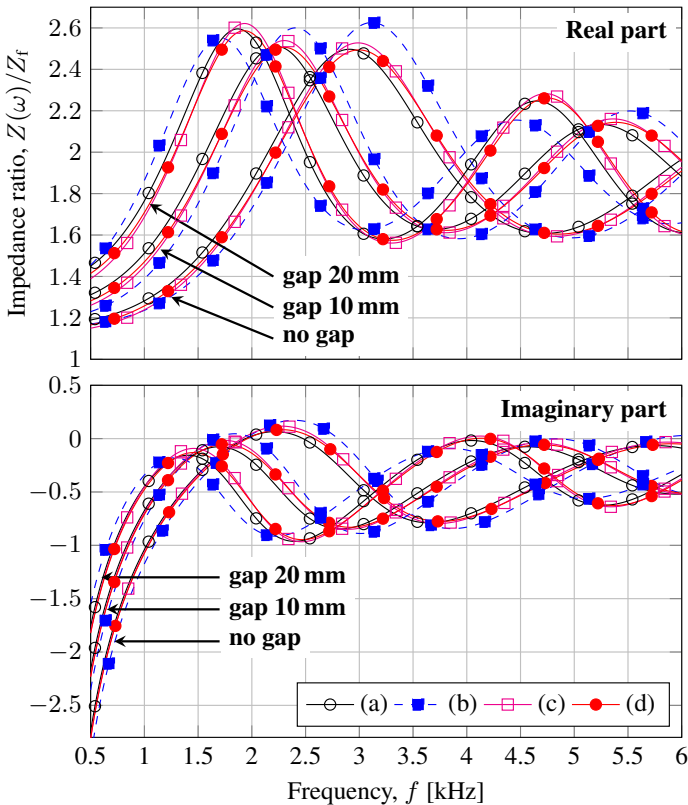 Impedance ratio, Z(ω)/Z_f
2.6
2.4
2.2
2
1.8
1.6
1.4
1.2
1
Real part
gap 20 mm
gap 10 mm
no gap
0.5
0
−0.5
−1
−1.5
−2
−2.5
Imaginary part
gap 20 mm
gap 10 mm
no gap
(a) (b) (c) (d)
0.5 1 1.5 2 2.5 3 3.5 4 4.5 5 5.5 6
Frequency, f [kHz]